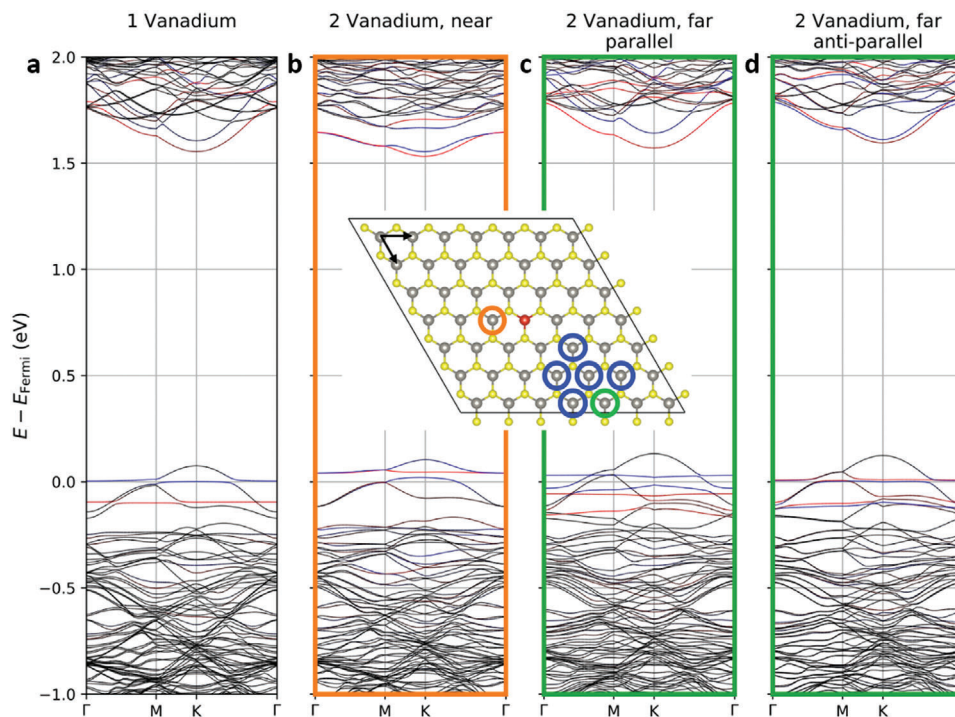 1 Vanadium
2 Vanadium, near
2 Vanadium, far
parallel
2 Vanadium, far
anti-parallel
a
b
c
d
2.0
1.5
1.0
0.5
0.0
−0.5
−1.0
E − E_Fermi (eV)
Γ M K Γ
Γ M K Γ
Γ M K Γ
Γ M K Γ